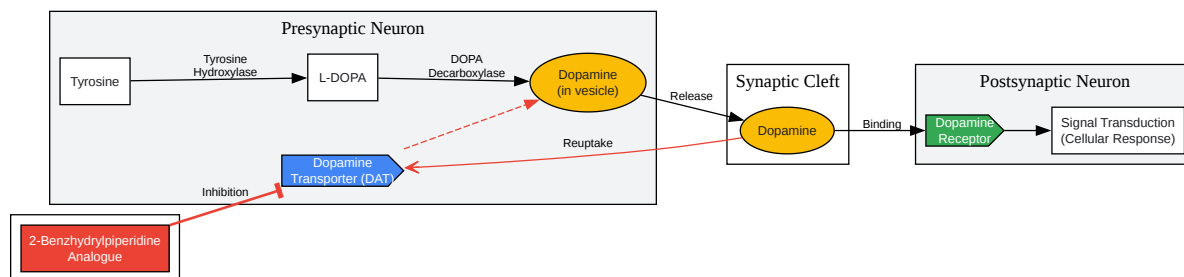 Presynaptic Neuron
Tyrosine
Tyrosine
Hydroxylase
L-DOPA
DOPA
Decarboxylase
Dopamine
(in vesicle)
Release
Synaptic Cleft
Dopamine
Binding
Postsynaptic Neuron
Dopamine
Receptor
Signal Transduction
(Cellular Response)
Reuptake
Dopamine
Transporter (DAT)
Inhibition
2-Benzhydrylpiperidine
Analogue